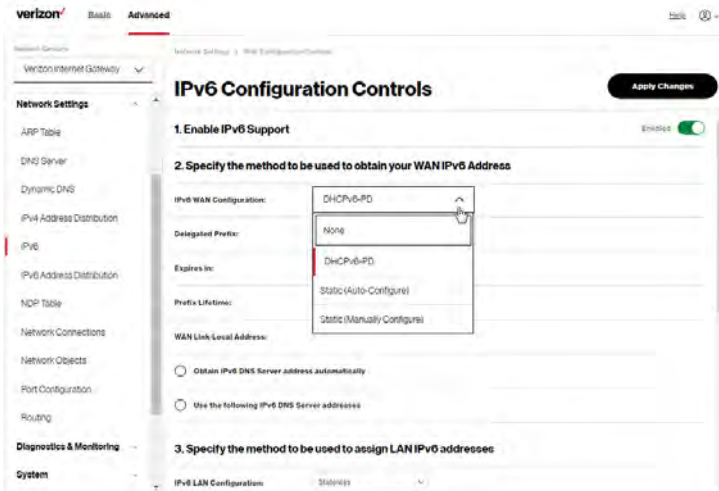 verizon✓
Basic
Advanced
Help
Network Settings > IPv6 Configuration Controls
Verizon Internet Gateway
Network Settings
ARP Table
DNS Server
Dynamic DNS
IPv4 Address Distribution
IPv6
IPv6 Address Distribution
NDP Table
Network Connections
Network Objects
Port Configuration
Routing
Diagnostics & Monitoring
System
IPv6 Configuration Controls
Apply Changes
1. Enable IPv6 Support
Enabled
2. Specify the method to be used to obtain your WAN IPv6 Address
IPv6 WAN Configuration:
DHCPv6-PD
None
DHCPv6-PD
Static (Auto-Configure)
Static (Manually Configure)
Delegated Prefix:
Expires in:
Prefix Lifetime:
WAN Link-Local Address:
Obtain IPv6 DNS Server address automatically
Use the following IPv6 DNS Server addresses
3. Specify the method to be used to assign LAN IPv6 addresses
IPv6 LAN Configuration:
Stateless